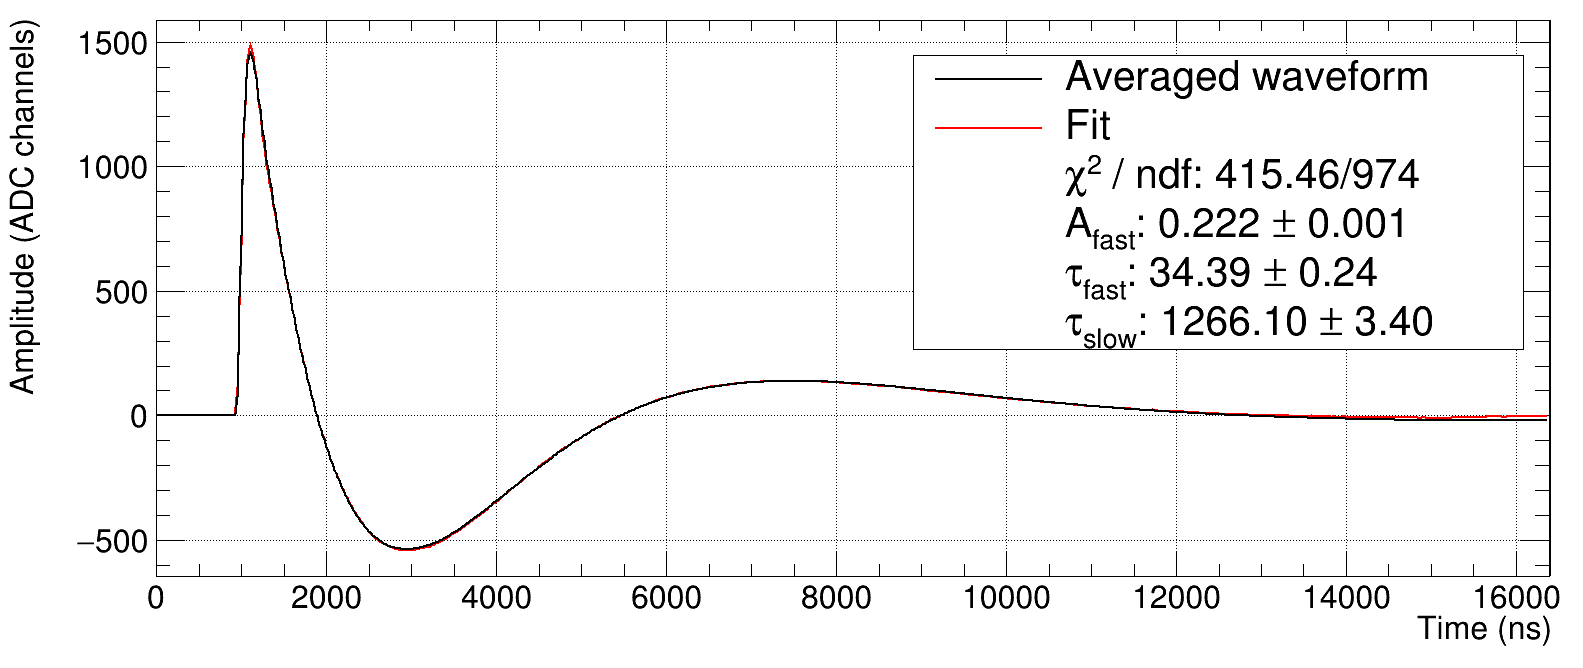 Amplitude (ADC channels)
1500
1000
500
0
−500
Averaged waveform
Fit
χ² / ndf: 415.46/974
A_fast: 0.222 ± 0.001
τ_fast: 34.39 ± 0.24
τ_slow: 1266.10 ± 3.40
0 2000 4000 6000 8000 10000 12000 14000 16000
Time (ns)